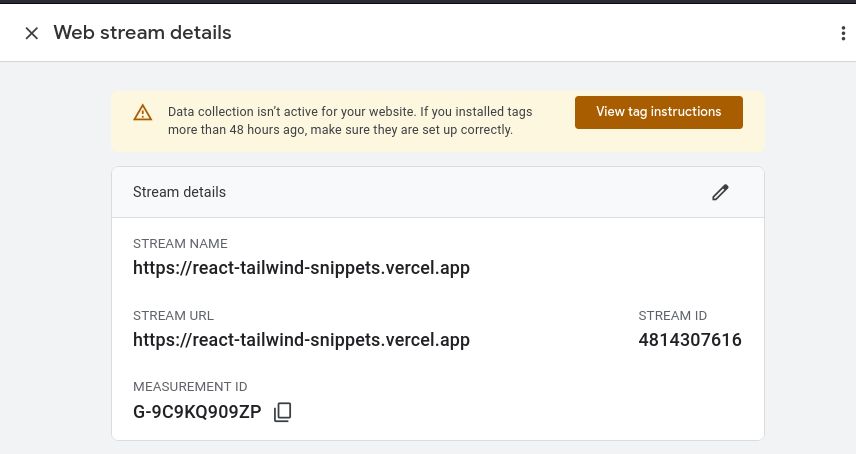 Web stream details
Data collection isn't active for your website. If you installed tags
more than 48 hours ago, make sure they are set up correctly.
View tag instructions
Stream details
STREAM NAME
https://react-tailwind-snippets.vercel.app
STREAM URL
https://react-tailwind-snippets.vercel.app
STREAM ID
4814307616
MEASUREMENT ID
G-9C9KQ909ZP